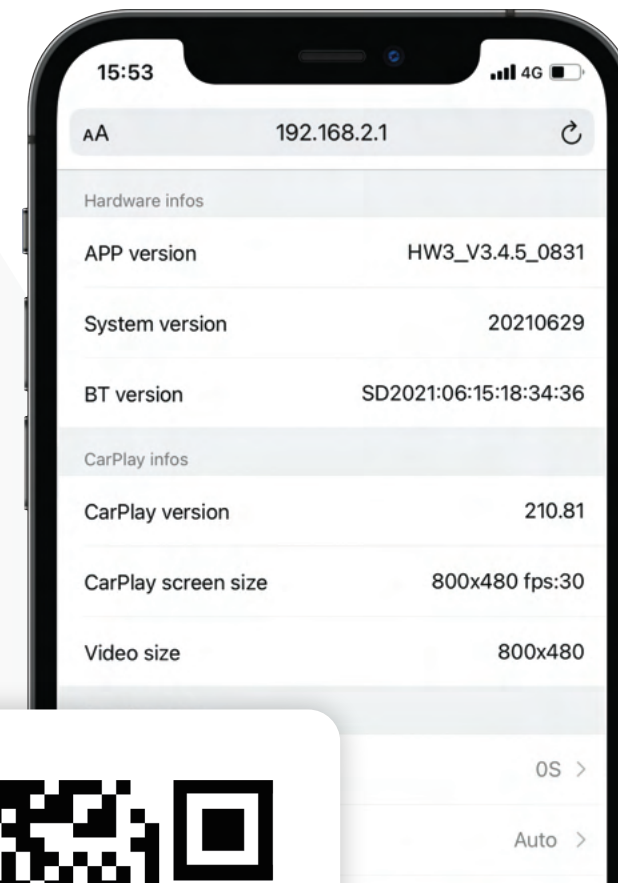 15:53 4G
AA 192.168.2.1
Hardware infos
APP version HW3_V3.4.5_0831
System version 20210629
BT version SD2021:06:15:18:34:36
CarPlay infos
CarPlay version 210.81
CarPlay screen size 800x480 fps:30
Video size 800x480
0S
Auto